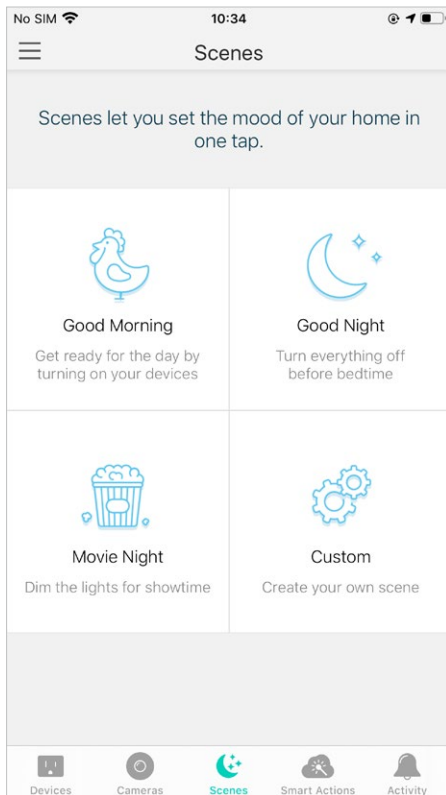 No SIM 10:34
Scenes
Scenes let you set the mood of your home in
one tap.
Good Morning
Get ready for the day by
turning on your devices
Good Night
Turn everything off
before bedtime
Movie Night
Dim the lights for showtime
Custom
Create your own scene
Devices Cameras Scenes Smart Actions Activity